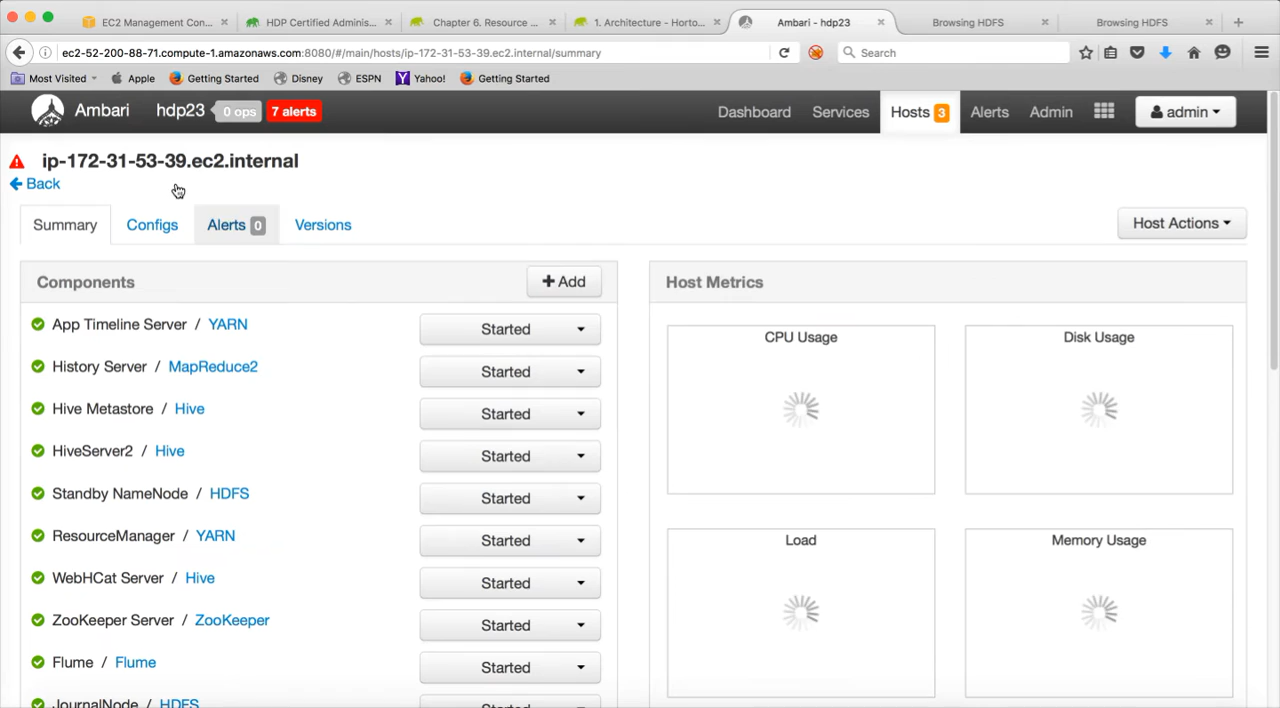 EC2 Management Con...
HDP Certified Adminis...
Chapter 6. Resource ...
1. Architecture - Horto...
Ambari - hdp23
Browsing HDFS
Browsing HDFS
ec2-52-200-88-71.compute-1.amazonaws.com:8080/#/main/hosts/ip-172-31-53-39.ec2.internal/summary
Search
Most Visited
Apple
Getting Started
Disney
ESPN
Yahoo!
Getting Started
Ambari
hdp23
0 ops
7 alerts
Dashboard
Services
Hosts 3
Alerts
Admin
admin
ip-172-31-53-39.ec2.internal
Back
Summary
Configs
Alerts 0
Versions
Host Actions
Components
Add
App Timeline Server / YARN
Started
History Server / MapReduce2
Started
Hive Metastore / Hive
Started
HiveServer2 / Hive
Started
Standby NameNode / HDFS
Started
ResourceManager / YARN
Started
WebHCat Server / Hive
Started
ZooKeeper Server / ZooKeeper
Started
Flume / Flume
Started
JournalNode / HDFS
Started
Host Metrics
CPU Usage
Disk Usage
Load
Memory Usage